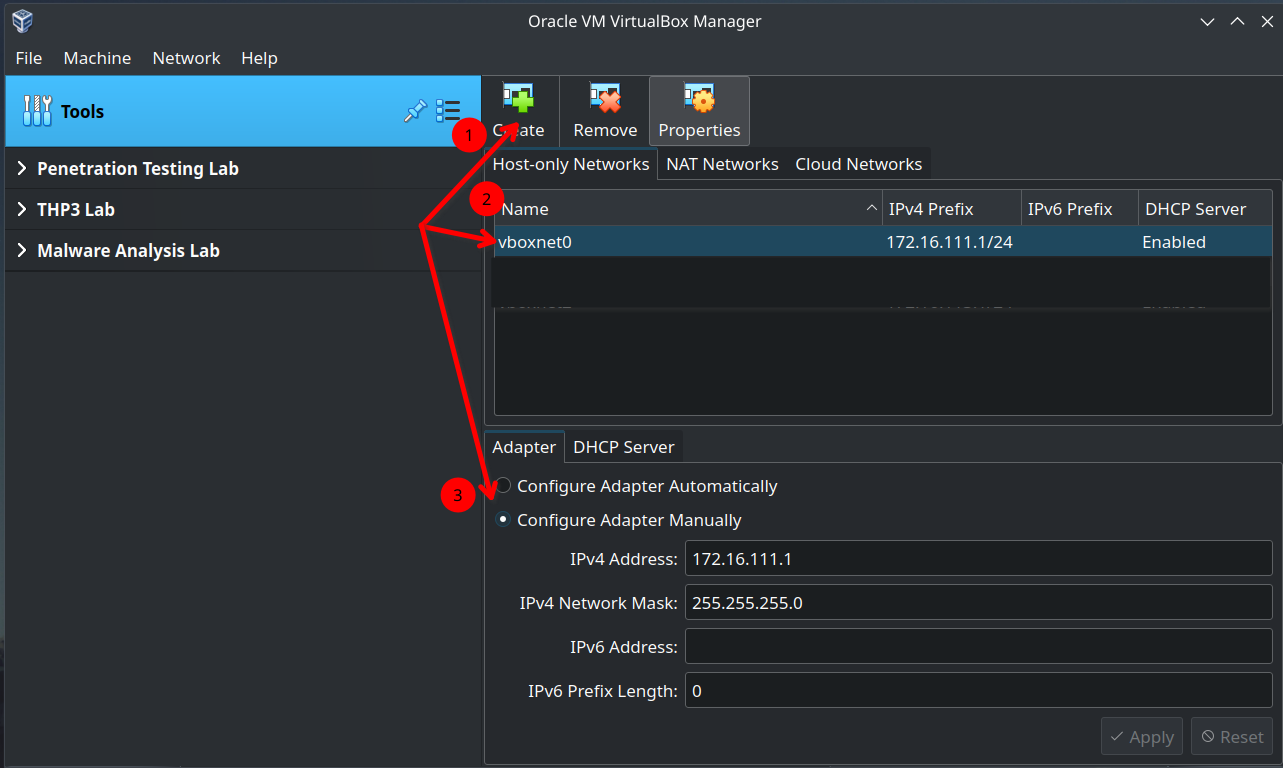 Oracle VM VirtualBox Manager
File Machine Network Help
Tools
Create Remove Properties
1
Penetration Testing Lab
THP3 Lab
Malware Analysis Lab
Host-only Networks NAT Networks Cloud Networks
2
Name IPv4 Prefix IPv6 Prefix DHCP Server
vboxnet0 172.16.111.1/24 Enabled
Adapter DHCP Server
3
Configure Adapter Automatically
Configure Adapter Manually
IPv4 Address: 172.16.111.1
IPv4 Network Mask: 255.255.255.0
IPv6 Address:
IPv6 Prefix Length: 0
Apply Reset